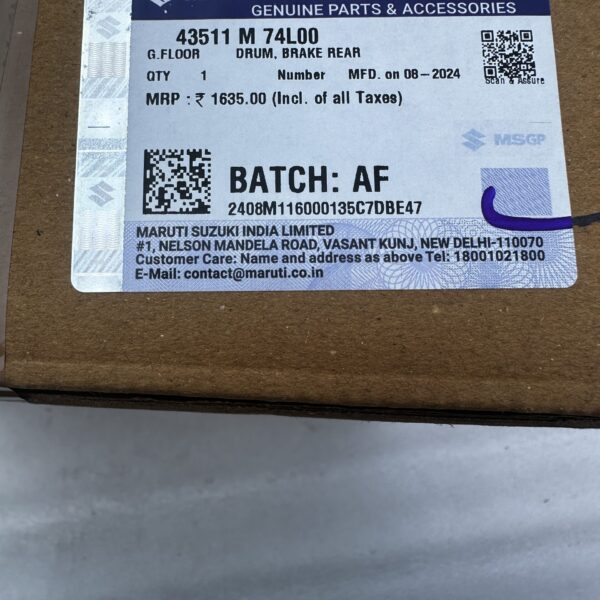 GENUINE PARTS & ACCESSORIES
43511 M 74L00
G.FLOOR DRUM, BRAKE REAR
QTY 1 Number MFD. on 08-2024
Scan & Assure
MRP : ₹ 1635.00 (Incl. of all Taxes)
MSGP
BATCH: AF
2408M116000135C7DBE47
MARUTI SUZUKI INDIA LIMITED
#1, NELSON MANDELA ROAD, VASANT KUNJ, NEW DELHI-110070
Customer Care: Name and address as above Tel: 18001021800
E-Mail: contact@maruti.co.in